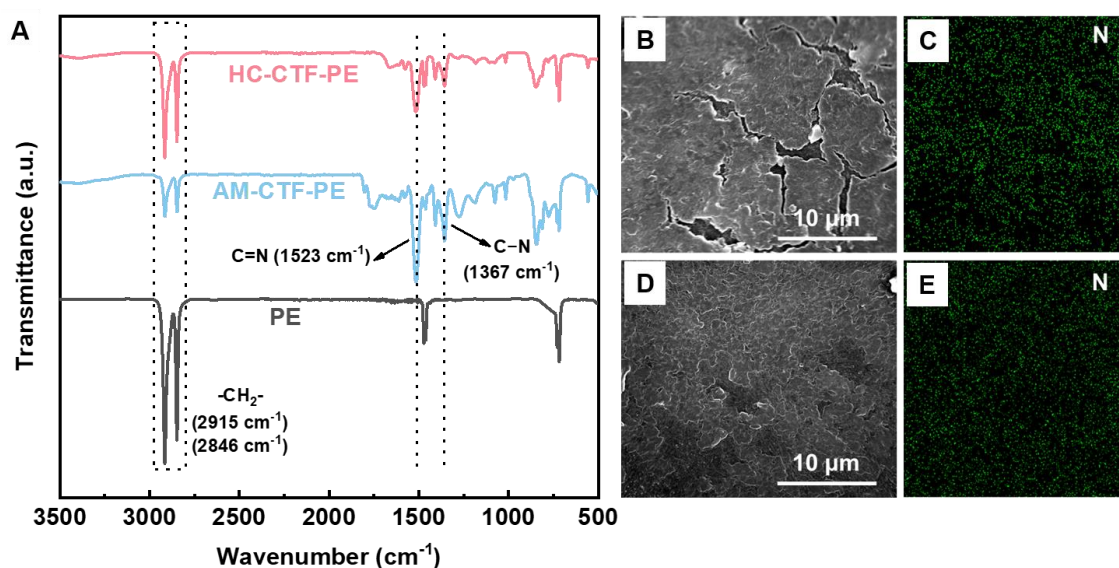 A
HC-CTF-PE
AM-CTF-PE
C=N (1523 cm⁻¹)
C−N
(1367 cm⁻¹)
PE
-CH₂-
(2915 cm⁻¹)
(2846 cm⁻¹)
Transmittance (a.u.)
3500 3000 2500 2000 1500 1000 500
Wavenumber (cm⁻¹)
B
10 µm
C
N
D
10 µm
E
N